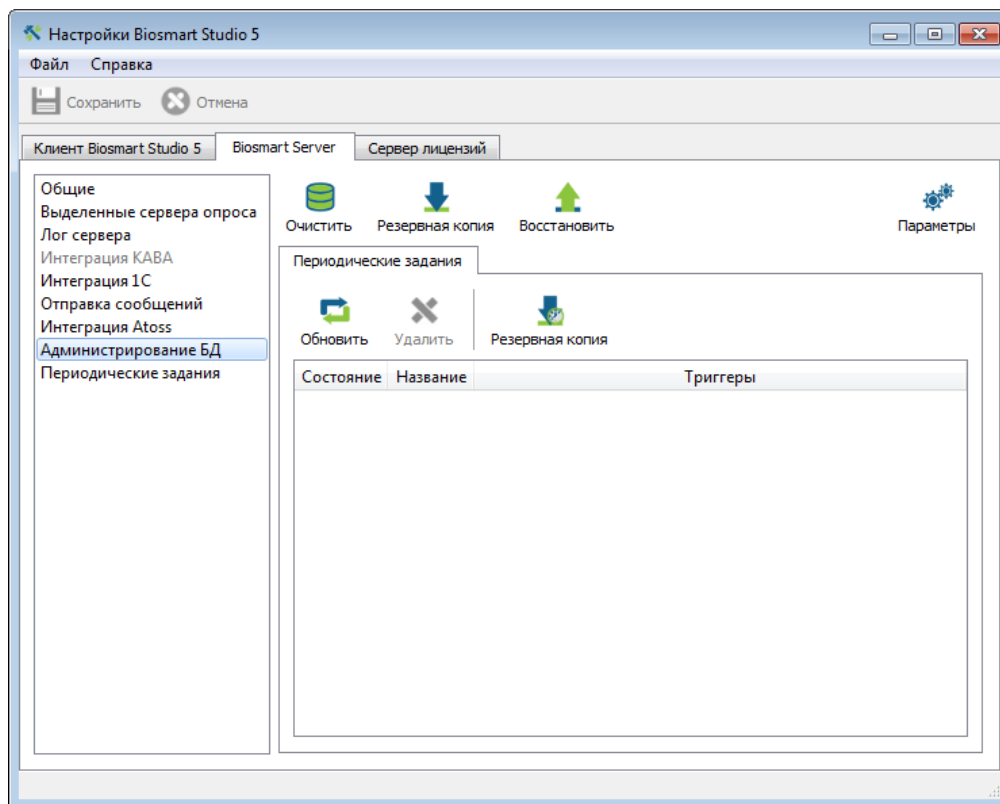 Настройки Biosmart Studio 5
Файл Справка
Сохранить Отмена
Клиент Biosmart Studio 5 Biosmart Server Сервер лицензий
Общие
Выделенные сервера опроса
Лог сервера
Интеграция KABA
Интеграция 1С
Отправка сообщений
Интеграция Atoss
Администрирование БД
Периодические задания
Очистить Резервная копия Восстановить Параметры
Периодические задания
Обновить Удалить Резервная копия
Состояние Название Триггеры